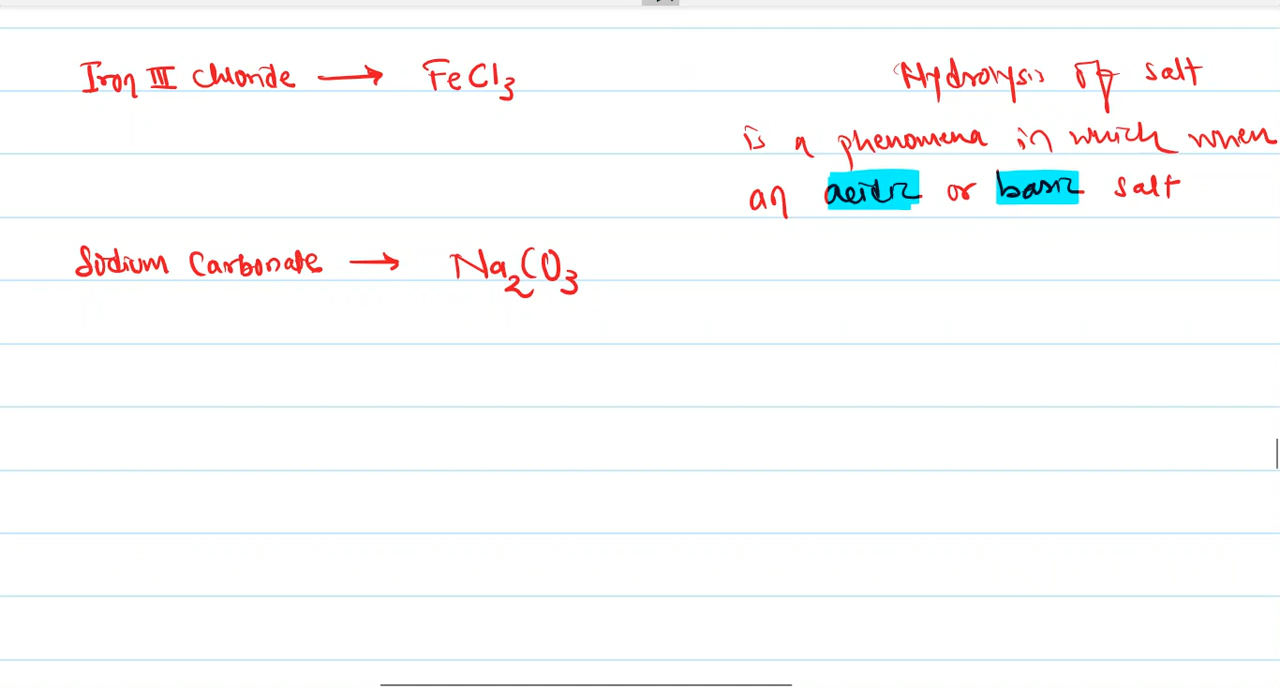 Iron III Chloride → FeCl3
Hydrolysis of salt
is a phenomena in which when
an acidic or basic salt
Sodium Carbonate → Na2CO3